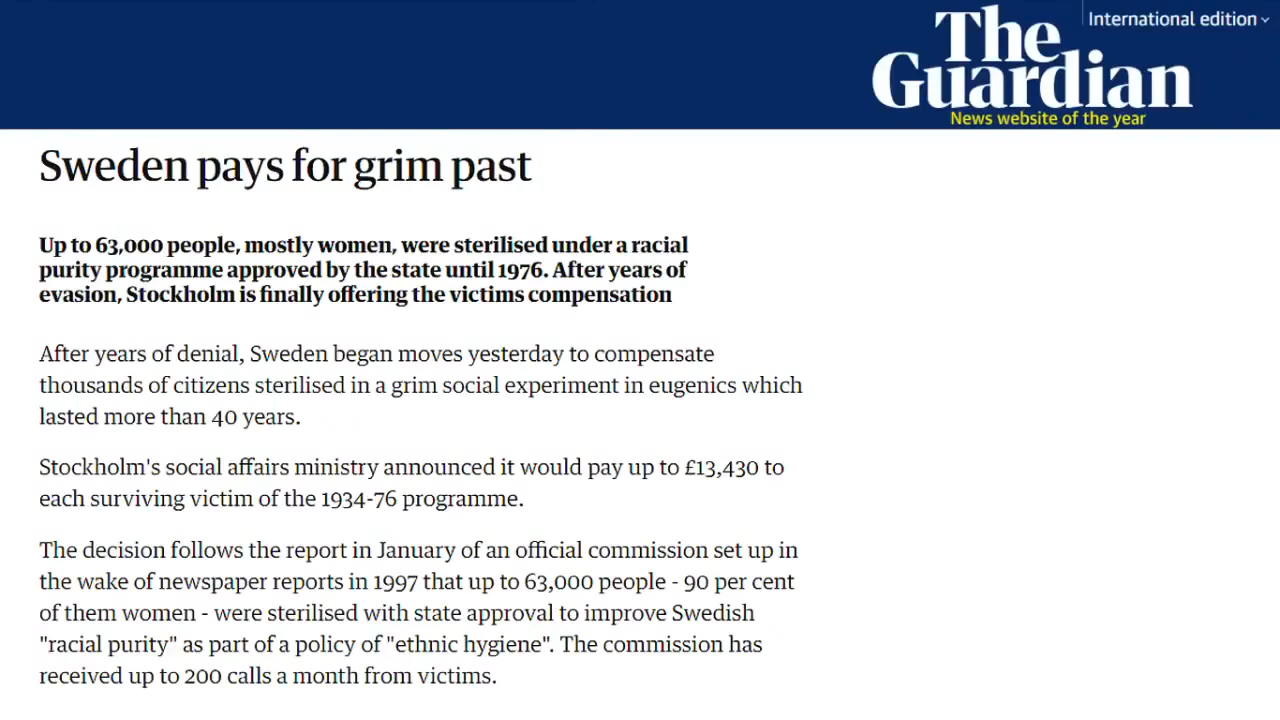 International edition
The
Guardian
News website of the year
Sweden pays for grim past
Up to 63,000 people, mostly women, were sterilised under a racial
purity programme approved by the state until 1976. After years of
evasion, Stockholm is finally offering the victims compensation
After years of denial, Sweden began moves yesterday to compensate
thousands of citizens sterilised in a grim social experiment in eugenics which
lasted more than 40 years.
Stockholm's social affairs ministry announced it would pay up to £13,430 to
each surviving victim of the 1934-76 programme.
The decision follows the report in January of an official commission set up in
the wake of newspaper reports in 1997 that up to 63,000 people - 90 per cent
of them women - were sterilised with state approval to improve Swedish
"racial purity" as part of a policy of "ethnic hygiene". The commission has
received up to 200 calls a month from victims.